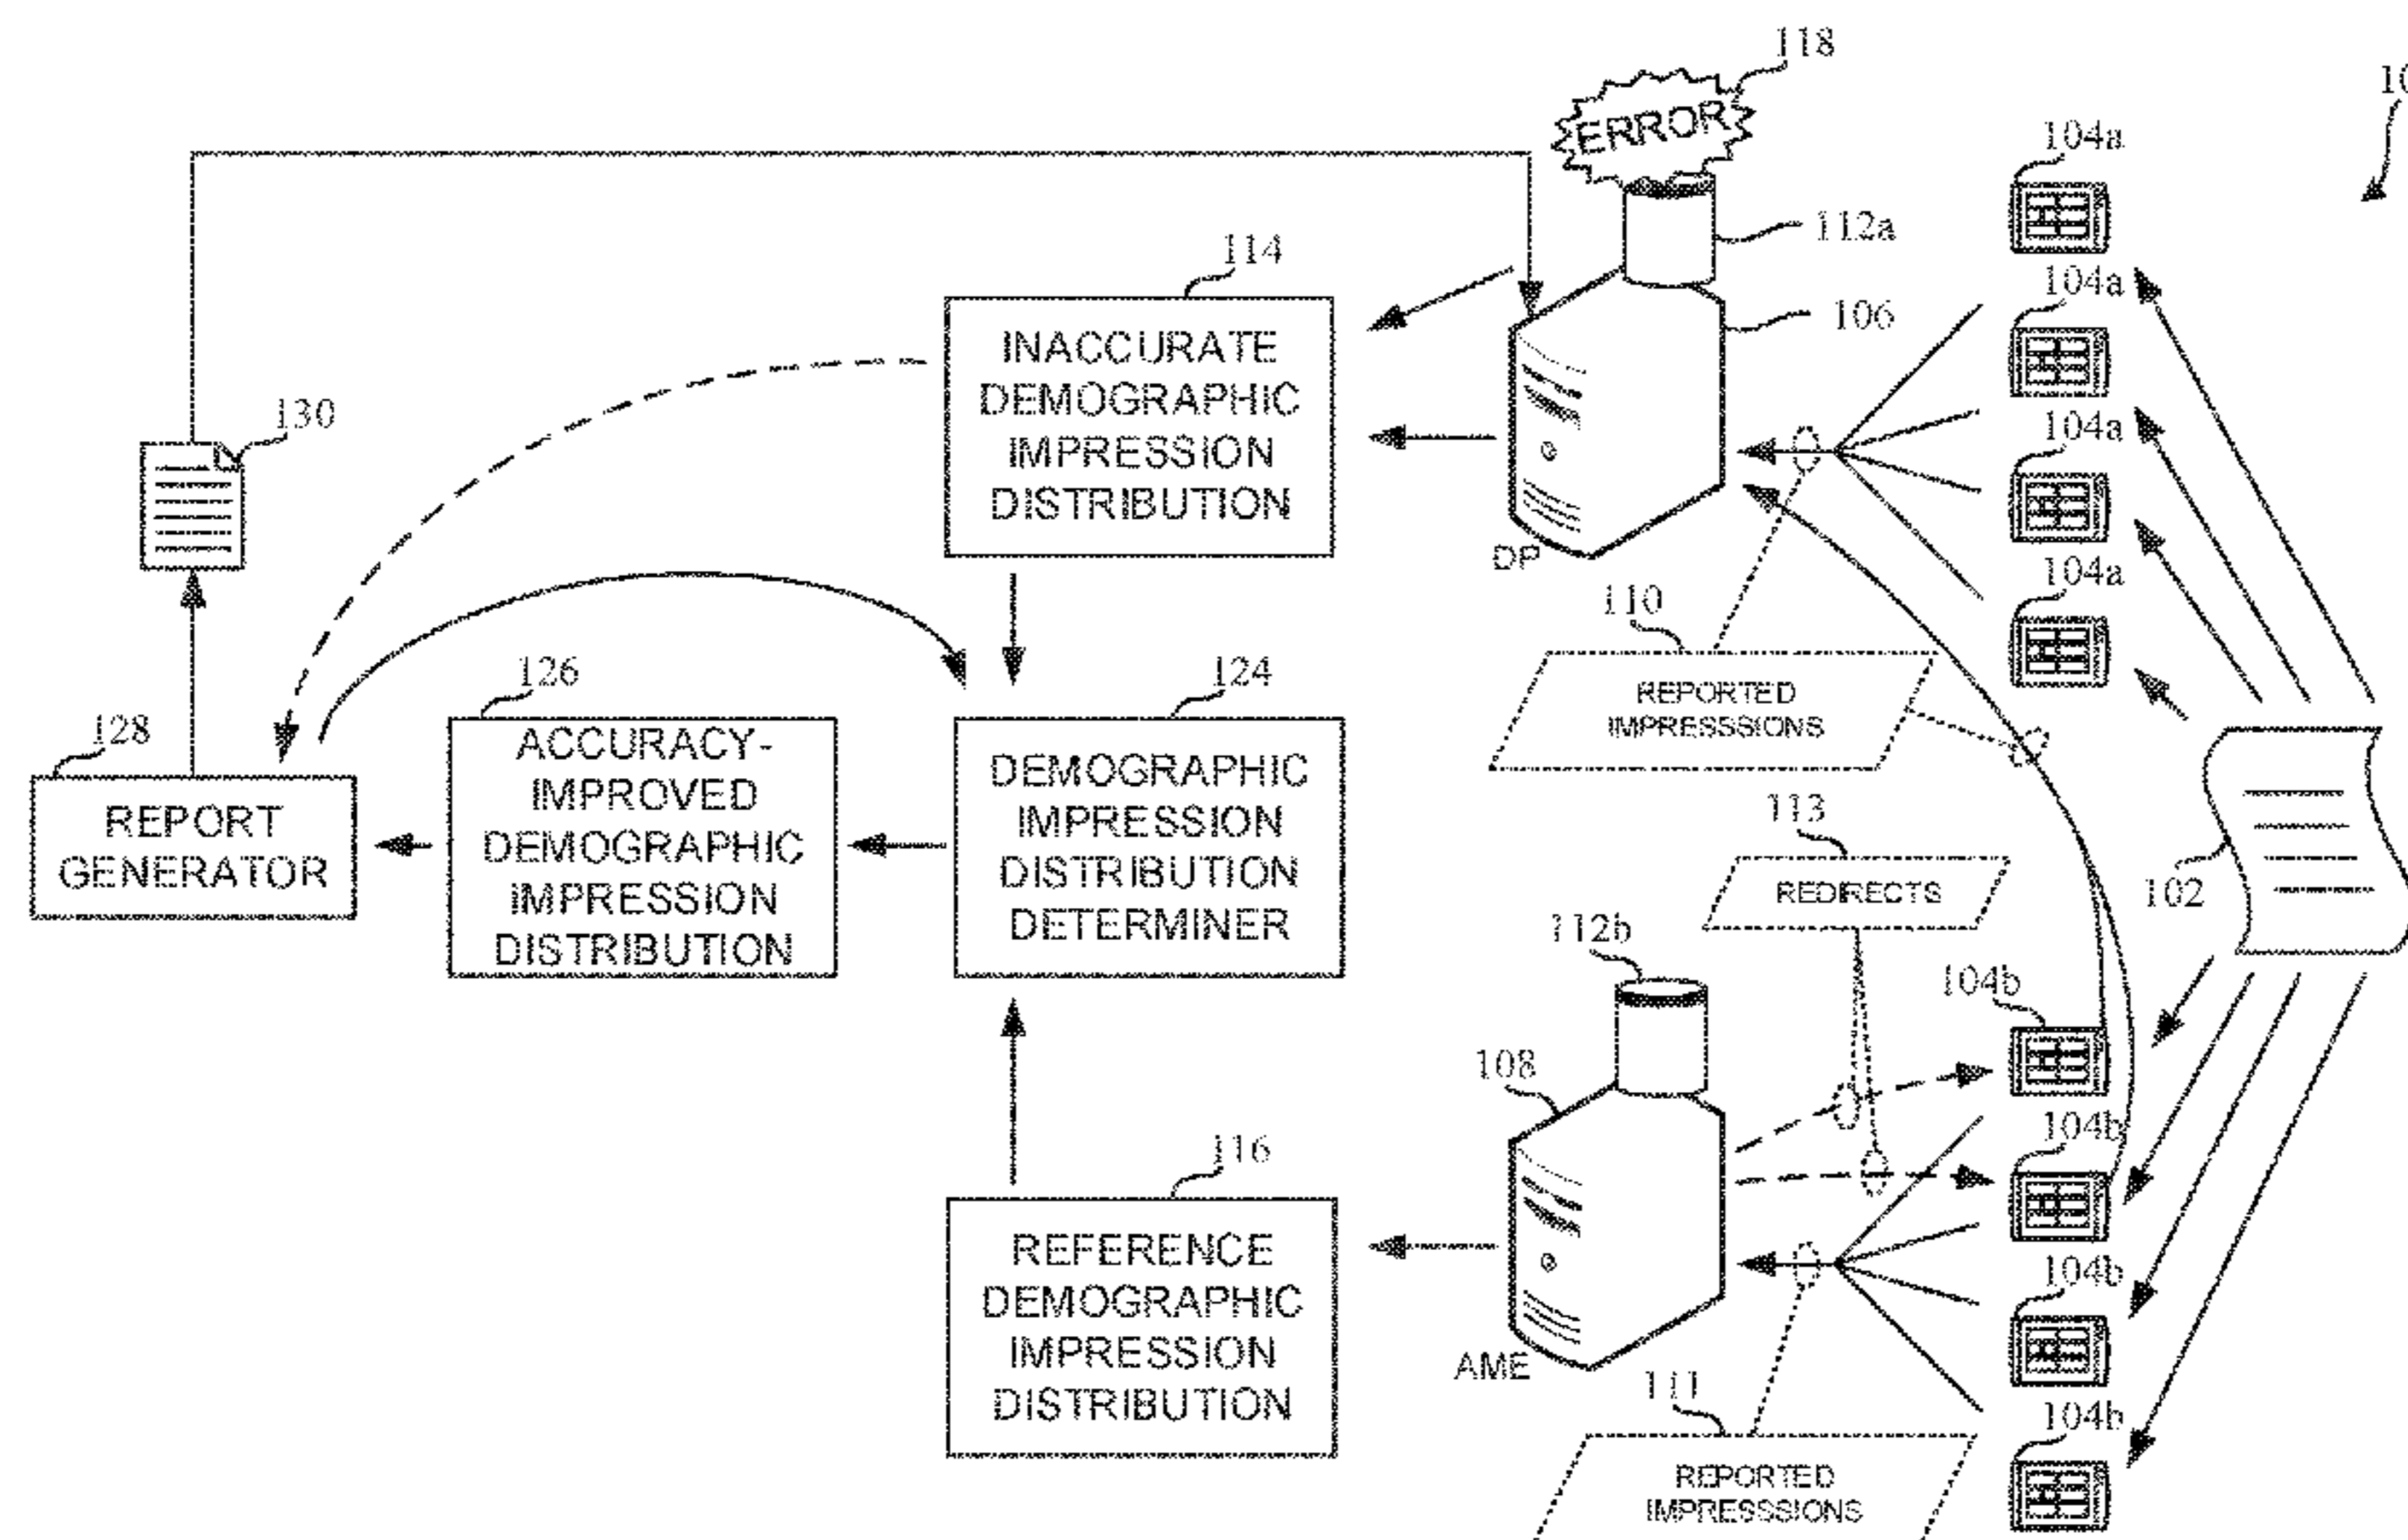 118
ERROR
10
104a
112a
104a
114
106
INACCURATE
DEMOGRAPHIC
IMPRESSION
DISTRIBUTION
130
104a
DP
104a
110
REPORTED
IMPRESSSIONS
126
124
128
ACCURACY-
IMPROVED
DEMOGRAPHIC
IMPRESSION
DISTRIBUTION
DEMOGRAPHIC
IMPRESSION
DISTRIBUTION
DETERMINER
REPORT
GENERATOR
113
REDIRECTS
102
112b
104b
108
116
104b
REFERENCE
DEMOGRAPHIC
IMPRESSION
DISTRIBUTION
104b
AME
111
104b
REPORTED
IMPRESSSIONS